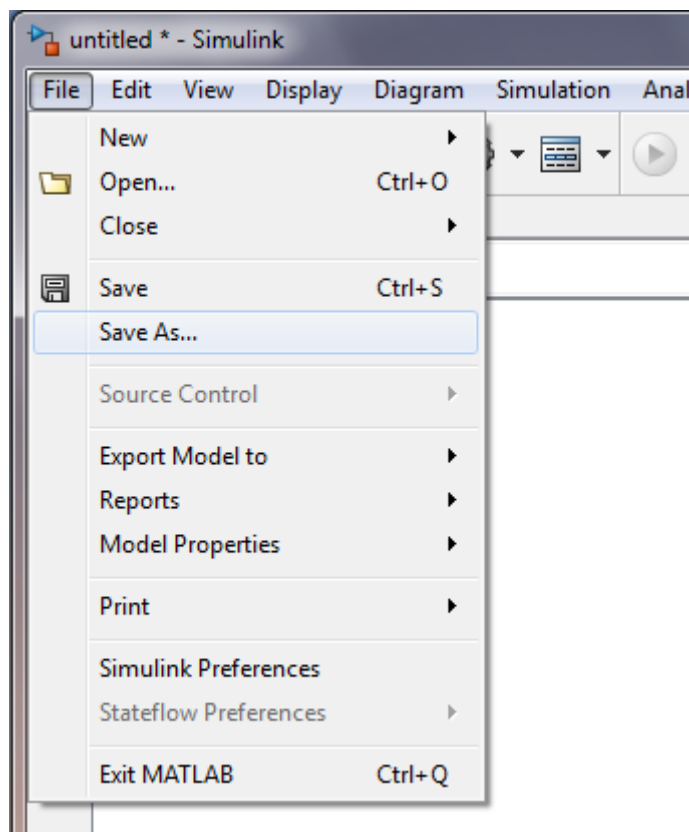 untitled * - Simulink
File Edit View Display Diagram Simulation
New
Open... Ctrl+O
Close
Save Ctrl+S
Save As...
Source Control
Export Model to
Reports
Model Properties
Print
Simulink Preferences
Stateflow Preferences
Exit MATLAB Ctrl+Q